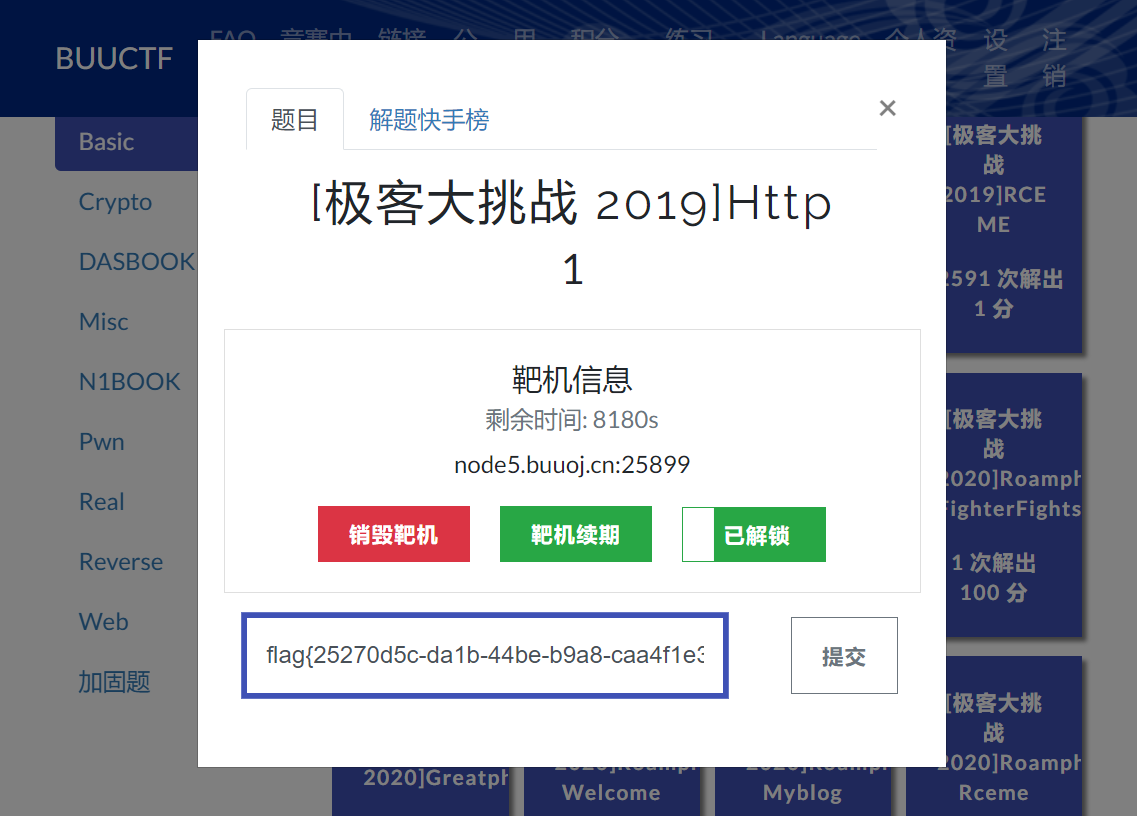 BUUCTF
FAQ 竞赛中 链接 公 用 积分 练习 Language 个人资 设置 注销
Basic
Crypto
DASBOOK
Misc
N1BOOK
Pwn
Real
Reverse
Web
加固题
题目
解题快手榜
×
[极客大挑战 2019]Http
1
靶机信息
剩余时间: 8180s
node5.buuoj.cn:25899
销毁靶机
靶机续期
已解锁
flag{25270d5c-da1b-44be-b9a8-caa4f1e3
提交
[极客大挑
战
2019]RCE
ME
2591 次解出
1 分
[极客大挑
战
2020]Roamph
FighterFights
1 次解出
100 分
[极客大挑
战
2020]Roamph
Rceme
2020]Greatph
2020]Roamph
Welcome
2020]Roamph
Myblog